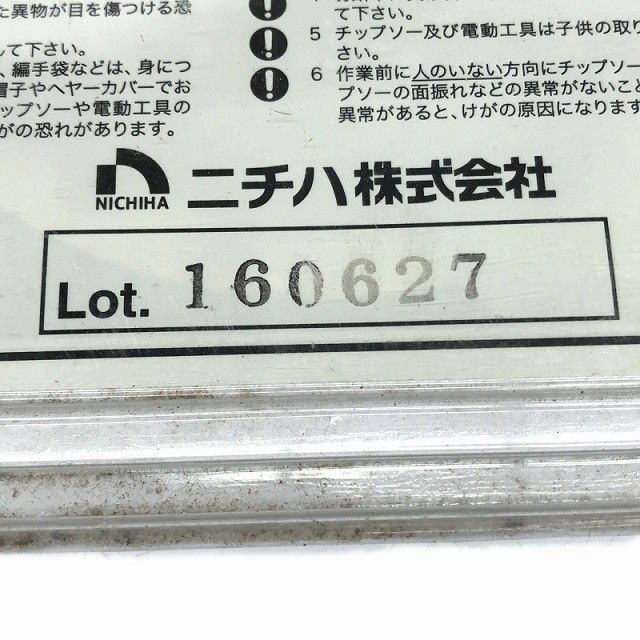 た異物が目を傷つける恐
して下さい。
、編手袋などは、身につ
帽子やヘヤーカバーでお
ップソーや電動工具の
がの恐れがあります。
て下さい。
5 チップソー及び電動工具は子供の取り
さい。
6 作業前に人のいない方向にチップソー
プソーの面振れなどの異常がないこと
異常があると、けがの原因になります
NICHIHA
ニチハ株式会社
Lot. 160627